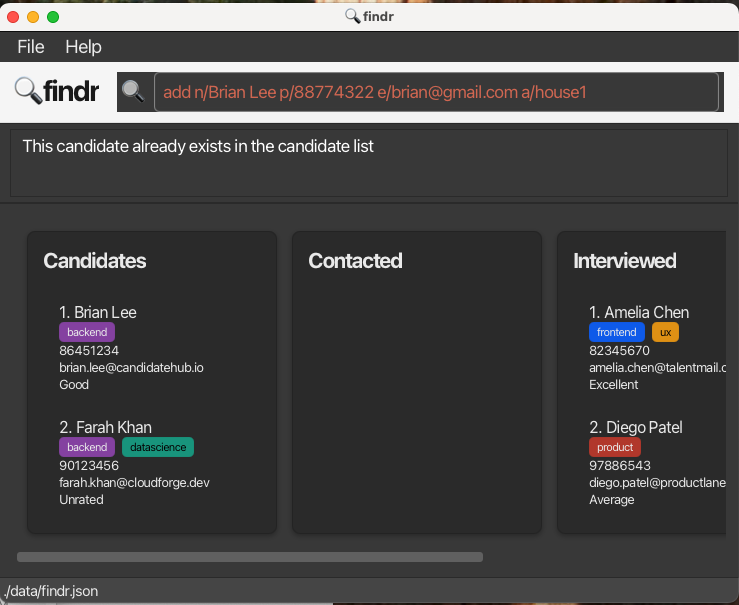 findr
File Help
findr
add n/Brian Lee p/88774322 e/brian@gmail.com a/house1
This candidate already exists in the candidate list
Candidates
1. Brian Lee
backend
86451234
brian.lee@candidatehub.io
Good
2. Farah Khan
backend datascience
90123456
farah.khan@cloudforge.dev
Unrated
Contacted
Interviewed
1. Amelia Chen
frontend ux
82345670
amelia.chen@talentmail.c
Excellent
2. Diego Patel
product
97886543
diego.patel@productlane
Average
./data/findr.json